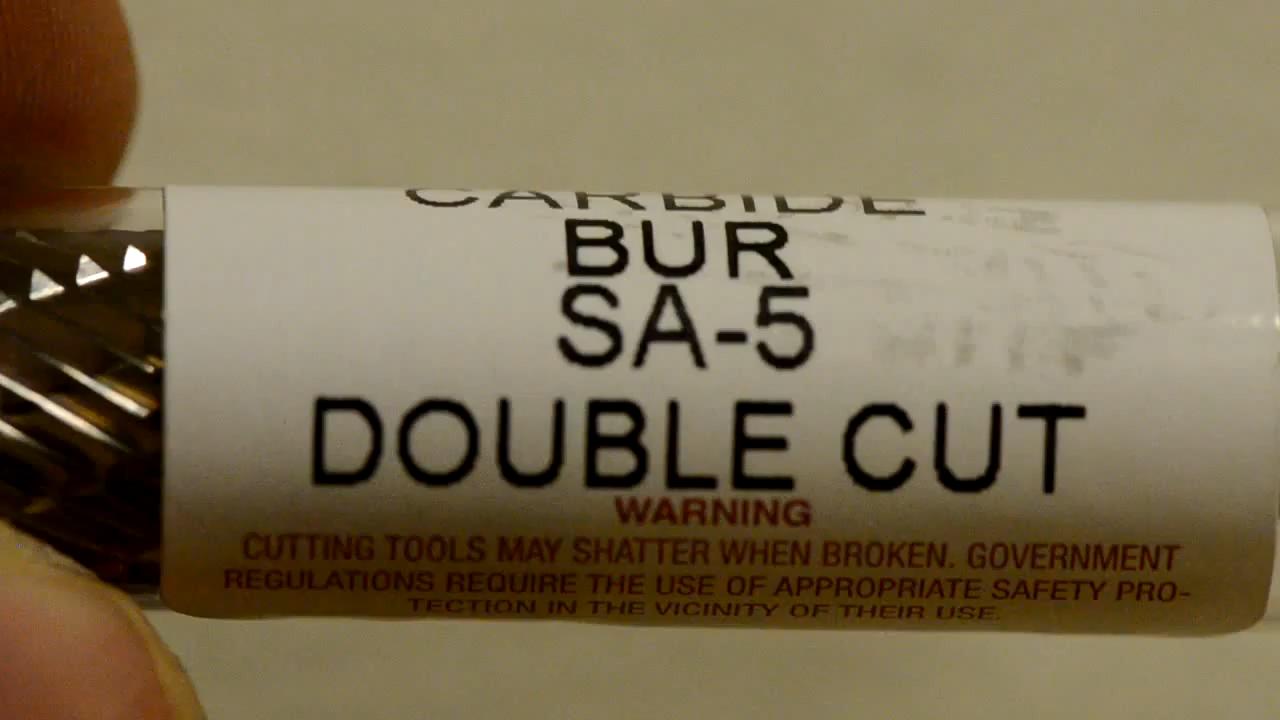 CARBIDE
BUR
SA-5
DOUBLE CUT
WARNING
CUTTING TOOLS MAY SHATTER WHEN BROKEN. GOVERNMENT
REGULATIONS REQUIRE THE USE OF APPROPRIATE SAFETY PRO-
TECTION IN THE VICINITY OF THEIR USE.